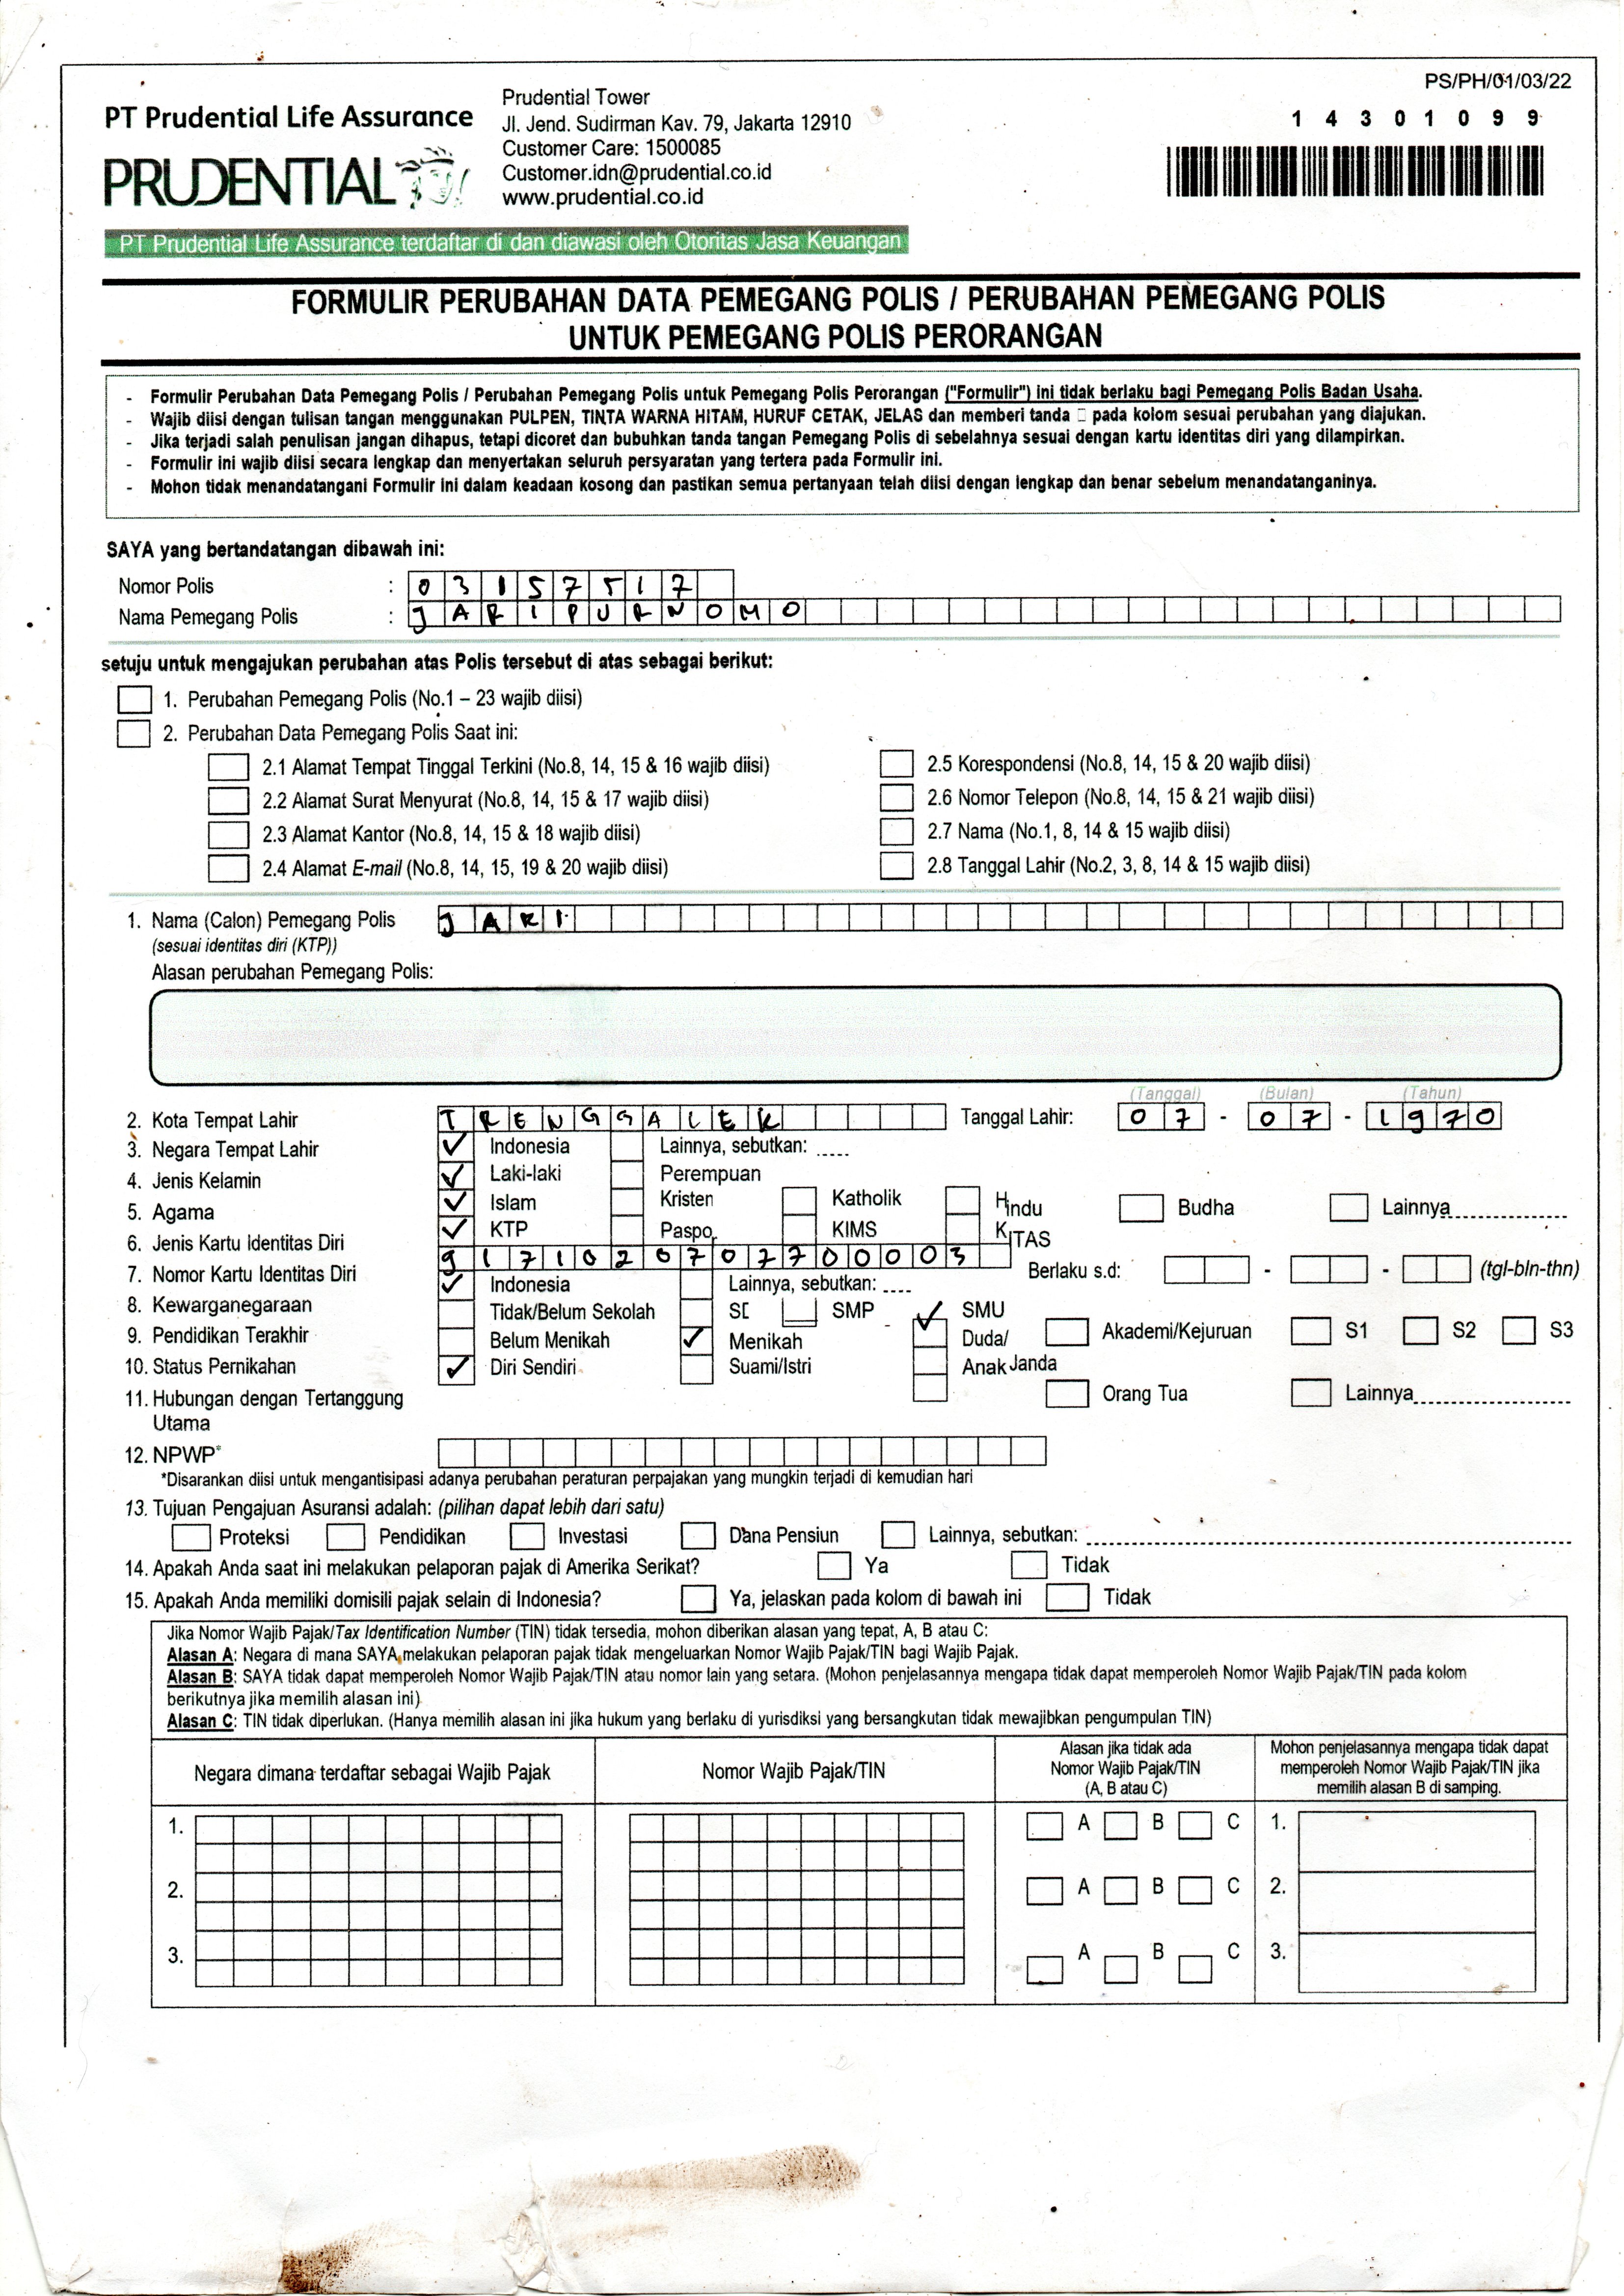 PS/PH/01/03/22
PT Prudential Life Assurance
PRUDENTIAL
Prudential Tower
Jl. Jend. Sudirman Kav. 79, Jakarta 12910
Customer Care: 1500085
Customer.idn@prudential.co.id
www.prudential.co.id
1 4 3 0 1 0 9 9
PT Prudential Life Assurance terdaftar di dan diawasi oleh Otoritas Jasa Keuangan
FORMULIR PERUBAHAN DATA PEMEGANG POLIS / PERUBAHAN PEMEGANG POLIS
UNTUK PEMEGANG POLIS PERORANGAN
- Formulir Perubahan Data Pemegang Polis / Perubahan Pemegang Polis untuk Pemegang Polis Perorangan ("Formulir") ini tidak berlaku bagi Pemegang Polis Badan Usaha.
- Wajib diisi dengan tulisan tangan menggunakan PULPEN, TINTA WARNA HITAM, HURUF CETAK, JELAS dan memberi tanda □ pada kolom sesuai perubahan yang diajukan.
- Jika terjadi salah penulisan jangan dihapus, tetapi dicoret dan bubuhkan tanda tangan Pemegang Polis di sebelahnya sesuai dengan kartu identitas diri yang dilampirkan.
- Formulir ini wajib diisi secara lengkap dan menyertakan seluruh persyaratan yang tertera pada Formulir ini.
- Mohon tidak menandatangani Formulir ini dalam keadaan kosong dan pastikan semua pertanyaan telah diisi dengan lengkap dan benar sebelum menandatanganinya.
SAYA yang bertandatangan dibawah ini:
Nomor Polis : 0 3 1 5 7 5 1 7
Nama Pemegang Polis : J A R I P U R N O M O
setuju untuk mengajukan perubahan atas Polis tersebut di atas sebagai berikut:
1. Perubahan Pemegang Polis (No.1 – 23 wajib diisi)
2. Perubahan Data Pemegang Polis Saat ini:
2.1 Alamat Tempat Tinggal Terkini (No.8, 14, 15 & 16 wajib diisi) 2.5 Korespondensi (No.8, 14, 15 & 20 wajib diisi)
2.2 Alamat Surat Menyurat (No.8, 14, 15 & 17 wajib diisi) 2.6 Nomor Telepon (No.8, 14, 15 & 21 wajib diisi)
2.3 Alamat Kantor (No.8, 14, 15 & 18 wajib diisi) 2.7 Nama (No.1, 8, 14 & 15 wajib diisi)
2.4 Alamat E-mail (No.8, 14, 15, 19 & 20 wajib diisi) 2.8 Tanggal Lahir (No.2, 3, 8, 14 & 15 wajib diisi)
1. Nama (Calon) Pemegang Polis J A R I
(sesuai identitas diri (KTP))
Alasan perubahan Pemegang Polis:
(Tanggal) (Bulan) (Tahun)
2. Kota Tempat Lahir T R E N G G A L E K Tanggal Lahir: 0 7 - 0 7 - 1 9 7 0
3. Negara Tempat Lahir ✓ Indonesia Lainnya, sebutkan: .....
4. Jenis Kelamin ✓ Laki-laki Perempuan
5. Agama ✓ Islam Kristen Katholik Hindu Budha Lainnya
6. Jenis Kartu Identitas Diri ✓ KTP Paspor KIMS KITAS
7. Nomor Kartu Identitas Diri 9 1 7 1 0 2 0 7 0 7 7 0 0 0 0 3 Berlaku s.d: - - (tgl-bln-thn)
8. Kewarganegaraan ✓ Indonesia Lainnya, sebutkan: ....
9. Pendidikan Terakhir Tidak/Belum Sekolah SD SMP ✓ SMU Akademi/Kejuruan S1 S2 S3
10. Status Pernikahan Belum Menikah ✓ Menikah Duda/ Janda
11. Hubungan dengan Tertanggung ✓ Diri Sendiri Suami/Istri Anak Orang Tua Lainnya
Utama
12. NPWP*
*Disarankan diisi untuk mengantisipasi adanya perubahan peraturan perpajakan yang mungkin terjadi di kemudian hari
13. Tujuan Pengajuan Asuransi adalah: (pilihan dapat lebih dari satu)
Proteksi Pendidikan Investasi Dana Pensiun Lainnya, sebutkan:
14. Apakah Anda saat ini melakukan pelaporan pajak di Amerika Serikat? Ya Tidak
15. Apakah Anda memiliki domisili pajak selain di Indonesia? Ya, jelaskan pada kolom di bawah ini Tidak
Jika Nomor Wajib Pajak/Tax Identification Number (TIN) tidak tersedia, mohon diberikan alasan yang tepat, A, B atau C:
Alasan A: Negara di mana SAYA melakukan pelaporan pajak tidak mengeluarkan Nomor Wajib Pajak/TIN bagi Wajib Pajak.
Alasan B: SAYA tidak dapat memperoleh Nomor Wajib Pajak/TIN atau nomor lain yang setara. (Mohon penjelasannya mengapa tidak dapat memperoleh Nomor Wajib Pajak/TIN pada kolom
berikutnya jika memilih alasan ini)
Alasan C: TIN tidak diperlukan. (Hanya memilih alasan ini jika hukum yang berlaku di yurisdiksi yang bersangkutan tidak mewajibkan pengumpulan TIN)
Negara dimana terdaftar sebagai Wajib Pajak
Nomor Wajib Pajak/TIN
Alasan jika tidak ada
Nomor Wajib Pajak/TIN
(A, B atau C)
Mohon penjelasannya mengapa tidak dapat
memperoleh Nomor Wajib Pajak/TIN jika
memilih alasan B di samping.
1. A B C 1.
2. A B C 2.
3. A B C 3.